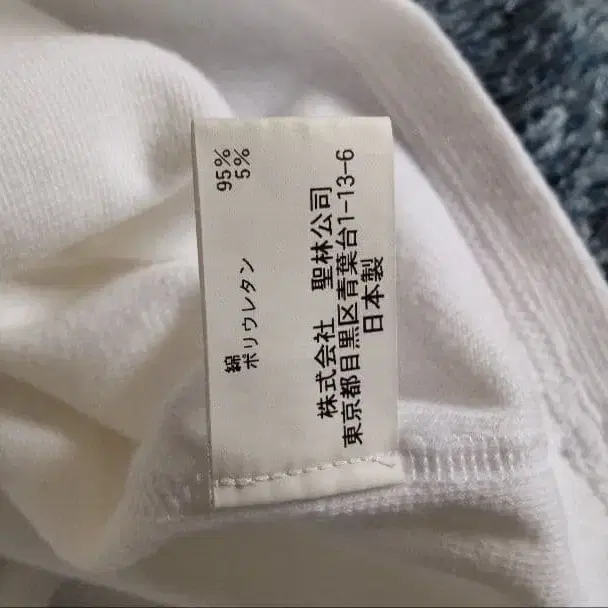 綿 95%
ポリウレタン 5%
株式会社 聖林公司
東京都目黒区青葉台1-13-6
日本製